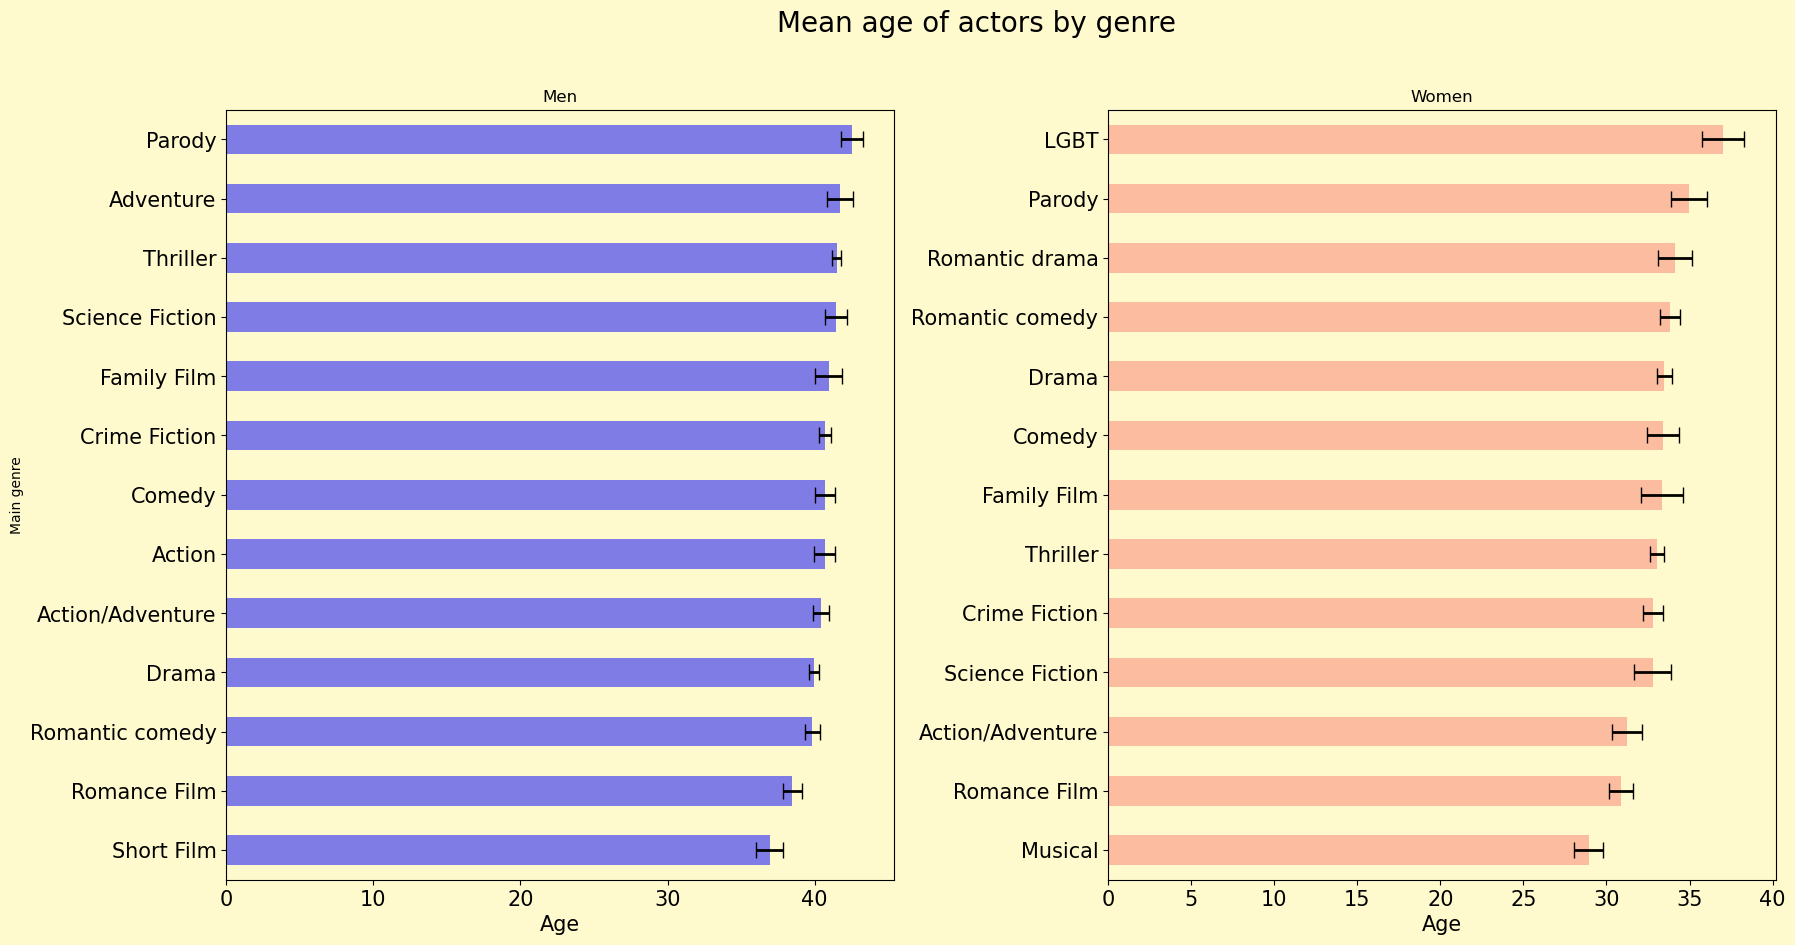 Mean age of actors by genre
Men
Main genre
Parody
Adventure
Thriller
Science Fiction
Family Film
Crime Fiction
Comedy
Action
Action/Adventure
Drama
Romantic comedy
Romance Film
Short Film
0 10 20 30 40
Age
Women
LGBT
Parody
Romantic drama
Romantic comedy
Drama
Comedy
Family Film
Thriller
Crime Fiction
Science Fiction
Action/Adventure
Romance Film
Musical
0 5 10 15 20 25 30 35 40
Age